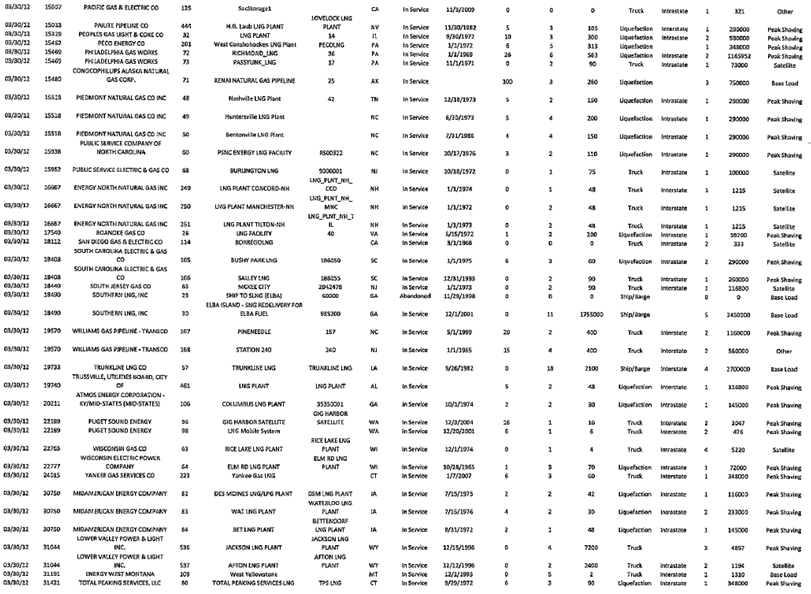 03/30/12 15007 PACIFIC GAS & ELECTRIC CO 135 SacStorage1 CA In Service 11/3/2009 0 0 0 Truck Intrastate 1 321 Other
LOVELOCK LNG
03/30/12 15033 PAIUTE PIPELINE CO 444 H.G. Laub LNG PLANT PLANT NV In Service 11/30/1982 5 3 105 Liquefaction Interstate 1 290000 Peak Shaving
03/30/12 15329 PEOPLES GAS LIGHT & COKE CO 32 LNG PLANT 14 IL In Service 9/30/1972 10 3 300 Liquefaction Interstate 2 580000 Peak Shaving
03/30/12 15462 PECO ENERGY CO 201 West Conshohocken LNG Plant PECOLNG PA In Service 1/1/1972 6 5 313 Liquefaction Intrastate 1 348000 Peak Shaving
03/30/12 15469 PHILADELPHIA GAS WORKS 72 RICHMOND_LNG 36 PA In Service 1/1/1969 26 6 563 Liquefaction Intrastate 2 1165952 Peak Shaving
03/30/12 15469 PHILADELPHIA GAS WORKS 73 PASSYUNK_LNG 17 PA In Service 11/1/1971 0 2 90 Truck Intrastate 1 73000 Satellite
CONOCOPHILLIPS ALASKA NATURAL
03/30/12 15480 GAS CORP. 25 KENAI NATURAL GAS PIPELINE AK In Service 100 3 260 Liquefaction 3 750000 Base Load
03/30/12 15518 PIEDMONT NATURAL GAS CO INC 48 Nashville LNG Plant 42 TN In Service 12/18/1973 5 2 150 Liquefaction Intrastate 1 290000 Peak Shaving
03/30/12 15518 PIEDMONT NATURAL GAS CO INC 49 Huntersville LNG Plant NC In Service 6/30/1973 5 4 200 Liquefaction Intrastate 1 290000 Peak Shaving
03/30/12 15518 PIEDMONT NATURAL GAS CO INC 50 Bentonville LNG Plant NC In Service 7/31/1986 4 4 150 Liquefaction Intrastate 1 290000 Peak Shaving
PUBLIC SERVICE COMPANY OF
03/30/12 15938 NORTH CAROLINA 60 PSNC ENERGY LNG FACILITY RS00322 NC In Service 10/17/1976 3 2 110 Liquefaction Intrastate 1 290000 Peak Shaving
03/30/12 15952 PUBLIC SERVICE ELECTRIC & GAS CO 68 BURLINGTON LNG 9000001 NJ In Service 10/18/1972 0 1 75 Truck Intrastate 1 100000 Satellite
LNG_PLNT_NH_
03/30/12 16667 ENERGY NORTH NATURAL GAS INC 249 LNG PLANT CONCORD-NH CCD NH In Service 1/1/1974 0 1 48 Truck Interstate 1 1215 Satellite
LNG_PLNT_NH_
03/30/12 16667 ENERGY NORTH NATURAL GAS INC 250 LNG PLANT MANCHESTER-NH MNC NH In Service 1/1/1972 0 2 48 Truck Interstate 1 1215 Satellite
LNG_PLNT_NH_T
03/30/12 16667 ENERGY NORTH NATURAL GAS INC 251 LNG PLANT TILTON-NH IL NH In Service 1/1/1973 0 2 48 Truck Interstate 1 1215 Satellite
03/30/12 17540 ROANOKE GAS CO 26 LNG FACILITY 40 VA In Service 5/15/1972 1 2 200 Liquefaction Intrastate 1 59200 Peak Shaving
03/30/12 18112 SAN DIEGO GAS & ELECTRIC CO 114 BORREGOLNG CA In Service 3/1/1968 0 0 0 Truck Intrastate 2 333 Satellite
SOUTH CAROLINA ELECTRIC & GAS
03/30/12 18408 CO 165 BUSHY PARK LNG 186050 SC In Service 1/1/1975 6 3 60 Liquefaction Intrastate 2 290000 Peak Shaving
SOUTH CAROLINA ELECTRIC & GAS
03/30/12 18408 CO 166 SALLEY LNG 186055 SC In Service 12/31/1993 0 2 90 Truck Intrastate 1 260000 Peak Shaving
03/30/12 18440 SOUTH JERSEY GAS CO 65 MCKEE CITY 2042478 NJ In Service 1/1/1973 0 2 90 Truck Intrastate 1 116800 Satellite
03/30/12 18490 SOUTHERN LNG, INC 29 SHIP TO SLNG (ELBA) 60000 GA Abandoned 11/29/1998 0 0 0 Ship/Barge 0 0 Base Load
ELBA ISLAND - SNG REDELIVERY FOR
03/30/12 18490 SOUTHERN LNG, INC 30 ELBA FUEL 935300 GA In Service 12/1/2001 0 11 1755000 Ship/Barge 5 3450000 Base Load
03/30/12 19570 WILLIAMS GAS PIPELINE - TRANSCO 167 PINENEEDLE 157 NC In Service 5/1/1999 20 2 400 Truck Interstate 2 1160000 Peak Shaving
03/30/12 19570 WILLIAMS GAS PIPELINE - TRANSCO 168 STATION 240 240 NJ In Service 1/1/1965 15 4 400 Truck Interstate 2 560000 Other
03/30/12 19733 TRUNKLINE LNG CO 57 TRUNKLINE LNG TRUNKLINE LNG LA In Service 9/26/1982 0 18 2100 Ship/Barge Interstate 4 2700000 Base Load
TRUSSVILLE, UTILITIES BOARD, CITY
03/30/12 19740 OF 461 LNG PLANT LNG PLANT AL In Service 5 2 48 Liquefaction Intrastate 1 116800 Peak Shaving
ATMOS ENERGY CORPORATION -
03/30/12 20211 KY/MID-STATES (MID-STATES) 106 COLUMBUS LNG PLANT 35350001 GA In Service 10/1/1974 2 2 30 Liquefaction Intrastate 1 145000 Peak Shaving
GIG HARBOR
03/30/12 22189 PUGET SOUND ENERGY 96 GIG HARBOR SATELLITE SATELLITE WA In Service 12/3/2004 16 1 16 Truck Interstate 2 1047 Peak Shaving
03/30/12 22189 PUGET SOUND ENERGY 98 LNG Mobile System WA In Service 12/20/2001 6 1 6 Truck Intrastate 2 476 Peak Shaving
RICE LAKE LNG
03/30/12 22763 WISCONSIN GAS CO 63 RICE LAKE LNG PLANT PLANT WI In Service 12/1/1974 0 1 4 Truck Intrastate 4 5220 Satellite
WISCONSIN ELECTRIC POWER ELM RD LNG
03/30/12 22777 COMPANY 64 ELM RD LNG PLANT PLANT WI In Service 10/28/1965 1 3 70 Liquefaction Intrastate 1 72000 Peak Shaving
03/30/12 24015 YANKEE GAS SERVICES CO 223 Yankee Gas LNG CT In Service 1/7/2007 6 3 60 Truck Intrastate 1 348000 Peak Shaving
03/30/12 30750 MIDAMERICAN ENERGY COMPANY 82 DES MOINES LNG/LPG PLANT DSM LNG PLANT IA In Service 7/15/1975 2 2 42 Liquefaction Intrastate 1 116000 Peak Shaving
WATERLOO LNG
03/30/12 30750 MIDAMERICAN ENERGY COMPANY 83 WAT LNG PLANT PLANT IA In Service 7/15/1976 4 2 30 Liquefaction Intrastate 2 233000 Peak Shaving
BETTENDORF
03/30/12 30750 MIDAMERICAN ENERGY COMPANY 84 BET LNG PLANT LNG PLANT IA In Service 8/31/1972 2 1 48 Liquefaction Intrastate 1 145000 Peak Shaving
LOWER VALLEY POWER & LIGHT JACKSON LNG
03/30/12 31044 INC. 536 JACKSON LNG PLANT PLANT WY In Service 12/15/1996 0 4 7200 Truck 3 4857 Peak Shaving
LOWER VALLEY POWER & LIGHT AFTON LNG
03/30/12 31044 INC. 537 AFTON LNG PLANT PLANT WY In Service 12/12/1996 0 2 2400 Truck Intrastate 2 1194 Satellite
03/30/12 31191 ENERGY WEST MONTANA 109 West Yellowstone MT In Service 12/1/1995 0 5 2 Truck Intrastate 2 1310 Base Load
03/30/12 31421 TOTAL PEAKING SERVICES, LLC 80 TOTAL PEAKING SERVICES LNG TPS LNG CT In Service 9/29/1972 6 3 90 Liquefaction Interstate 1 348000 Peak Shaving